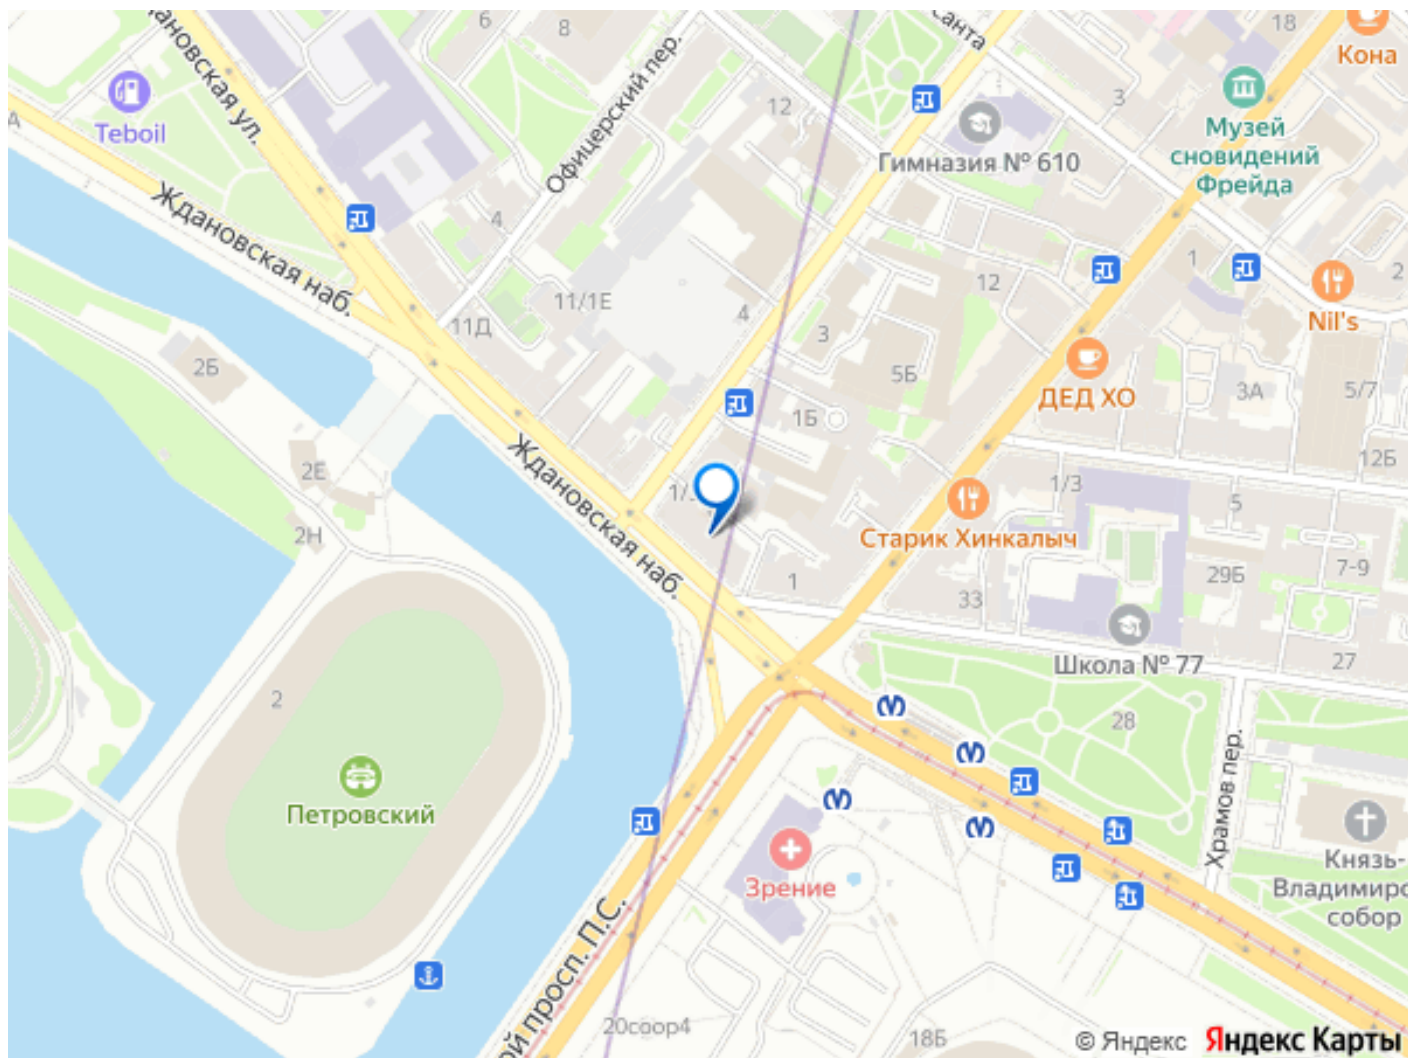 6
8
18
Санта
Кона
ановская ул.
Офицерский пер.
Teboil
12
3
Музей
сновидений
Фрейда
Гимназия № 610
А
4
Ждановская наб.
1
2
12
11/1Е
11Д
4
3
Nil's
2Б
5Б
ДЕД ХО
3А
5/7
1Б
Ждановская наб.
2Е
12Б
1/3
5
2Н
Старик Хинкалыч
1
33
29Б
7-9
Школа № 77
27
2
28
Храмов пер.
Петровский
Зрение
Князь-
Владимирс
собор
ой просп. П.С.
20соор4
18Б
© Яндекс
Яндекс Карты